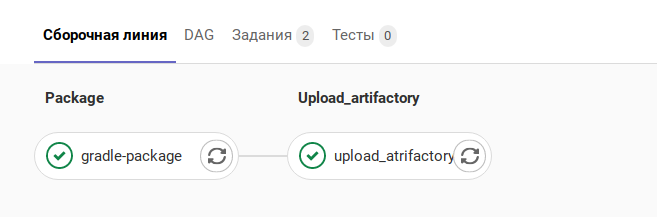 Сборочная линия DAG Задания 2 Тесты 0
Package Upload_artifactory
gradle-package upload_atrifactory